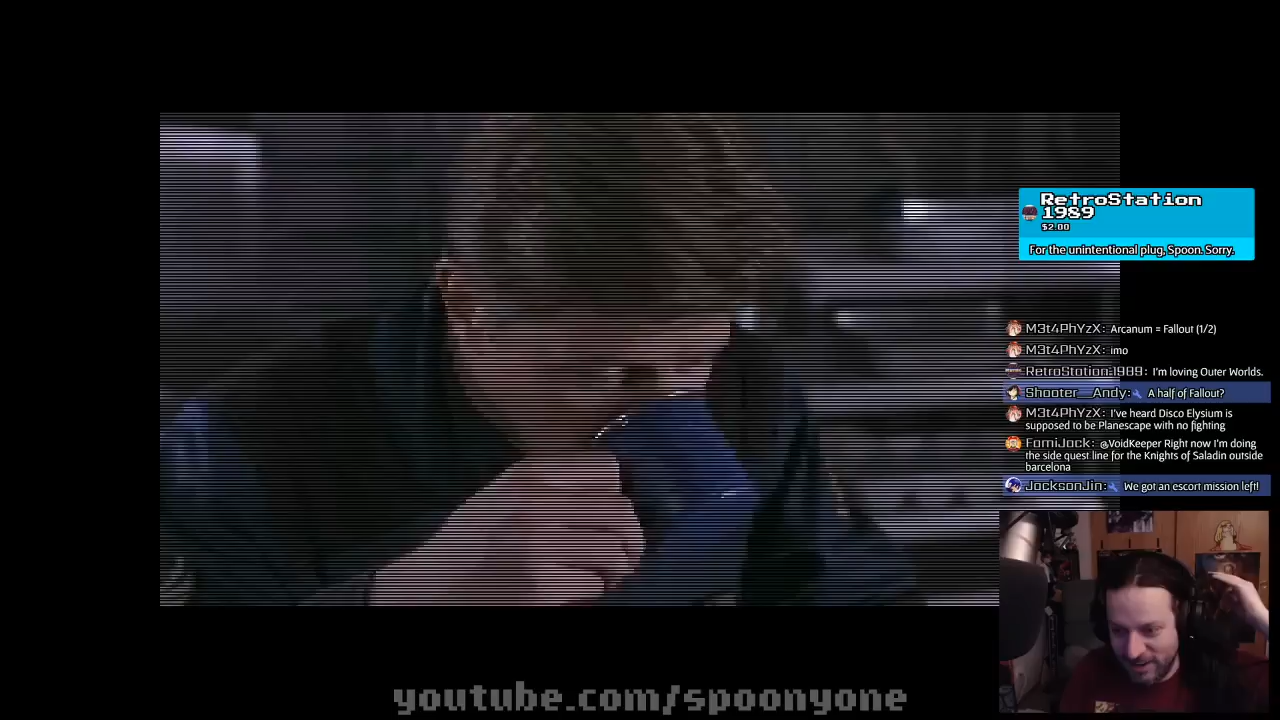 RetroStation
1989
$2.00
For the unintentional plug, Spoon. Sorry.
M3t4PhYzX: Arcanum = Fallout (1/2)
M3t4PhYzX: imo
RetroStation1989: I'm loving Outer Worlds.
Shooter__Andy: A half of Fallout?
M3t4PhYzX: I've heard Disco Elysium is
supposed to be Planescape with no fighting
FomiJock: @VoidKeeper Right now I'm doing
the side quest line for the Knights of Saladin outside
barcelona
JacksonJin: We got an escort mission left!
youtube.com/spoonyone